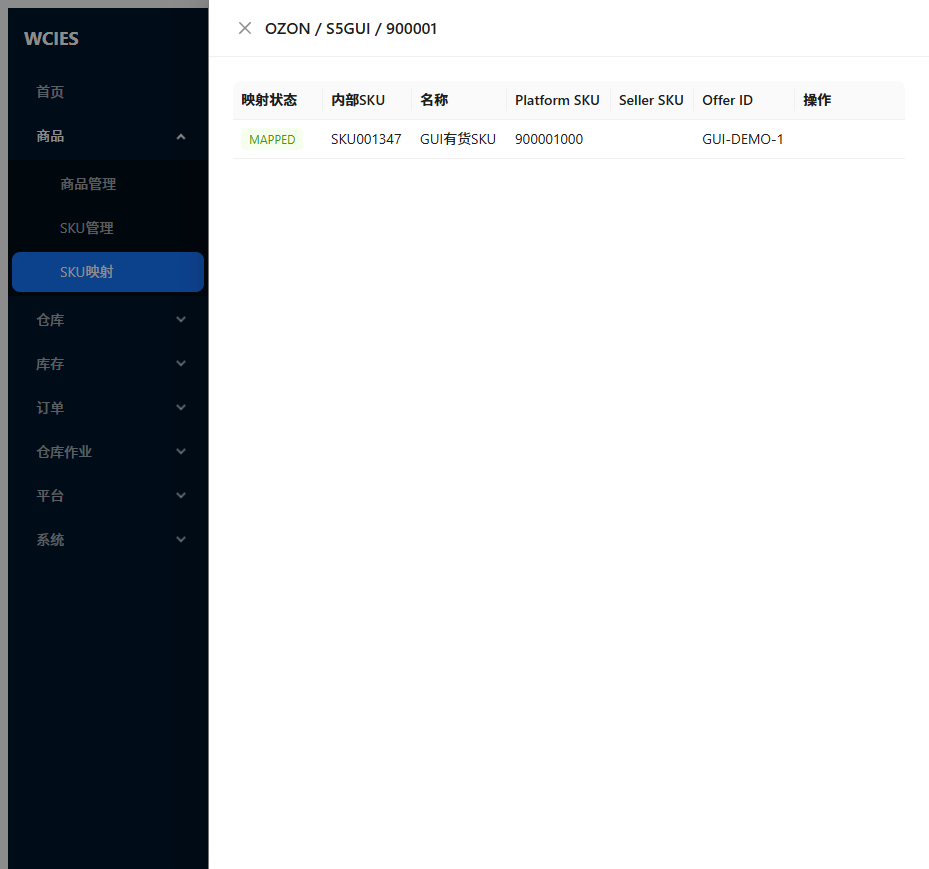 WCIES
首页
商品
商品管理
SKU管理
SKU映射
仓库
库存
订单
仓库作业
平台
系统
OZON / S5GUI / 900001
映射状态 内部SKU 名称 Platform SKU Seller SKU Offer ID 操作
MAPPED SKU001347 GUI有货SKU 900001000 GUI-DEMO-1